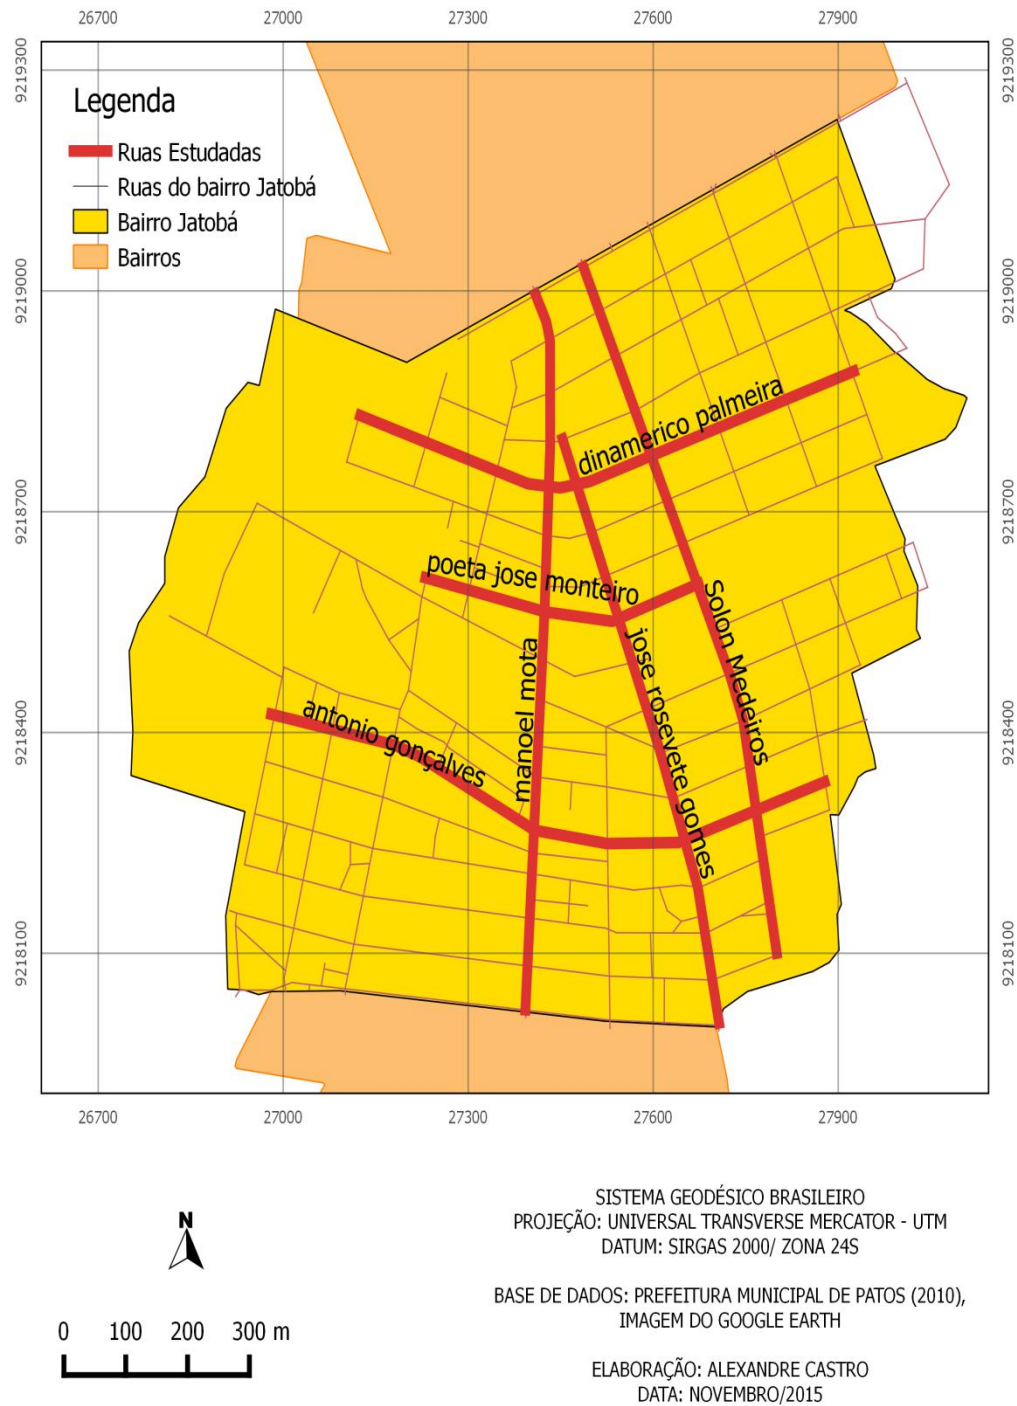 26700 27000 27300 27600 27900
9219300 9219300
Legenda
Ruas Estudadas
Ruas do bairro Jatobá
Bairro Jatobá
Bairros
9219000 9219000
dinamerico palmeira
9218700 9218700
poeta jose monteiro
Solon Medeiros
jose rosevete gomes
manoel mota
antonio gonçalves
9218400 9218400
9218100 9218100
26700 27000 27300 27600 27900
N
0 100 200 300 m
SISTEMA GEODÉSICO BRASILEIRO
PROJEÇÃO: UNIVERSAL TRANSVERSE MERCATOR - UTM
DATUM: SIRGAS 2000/ ZONA 24S
BASE DE DADOS: PREFEITURA MUNICIPAL DE PATOS (2010),
IMAGEM DO GOOGLE EARTH
ELABORAÇÃO: ALEXANDRE CASTRO
DATA: NOVEMBRO/2015